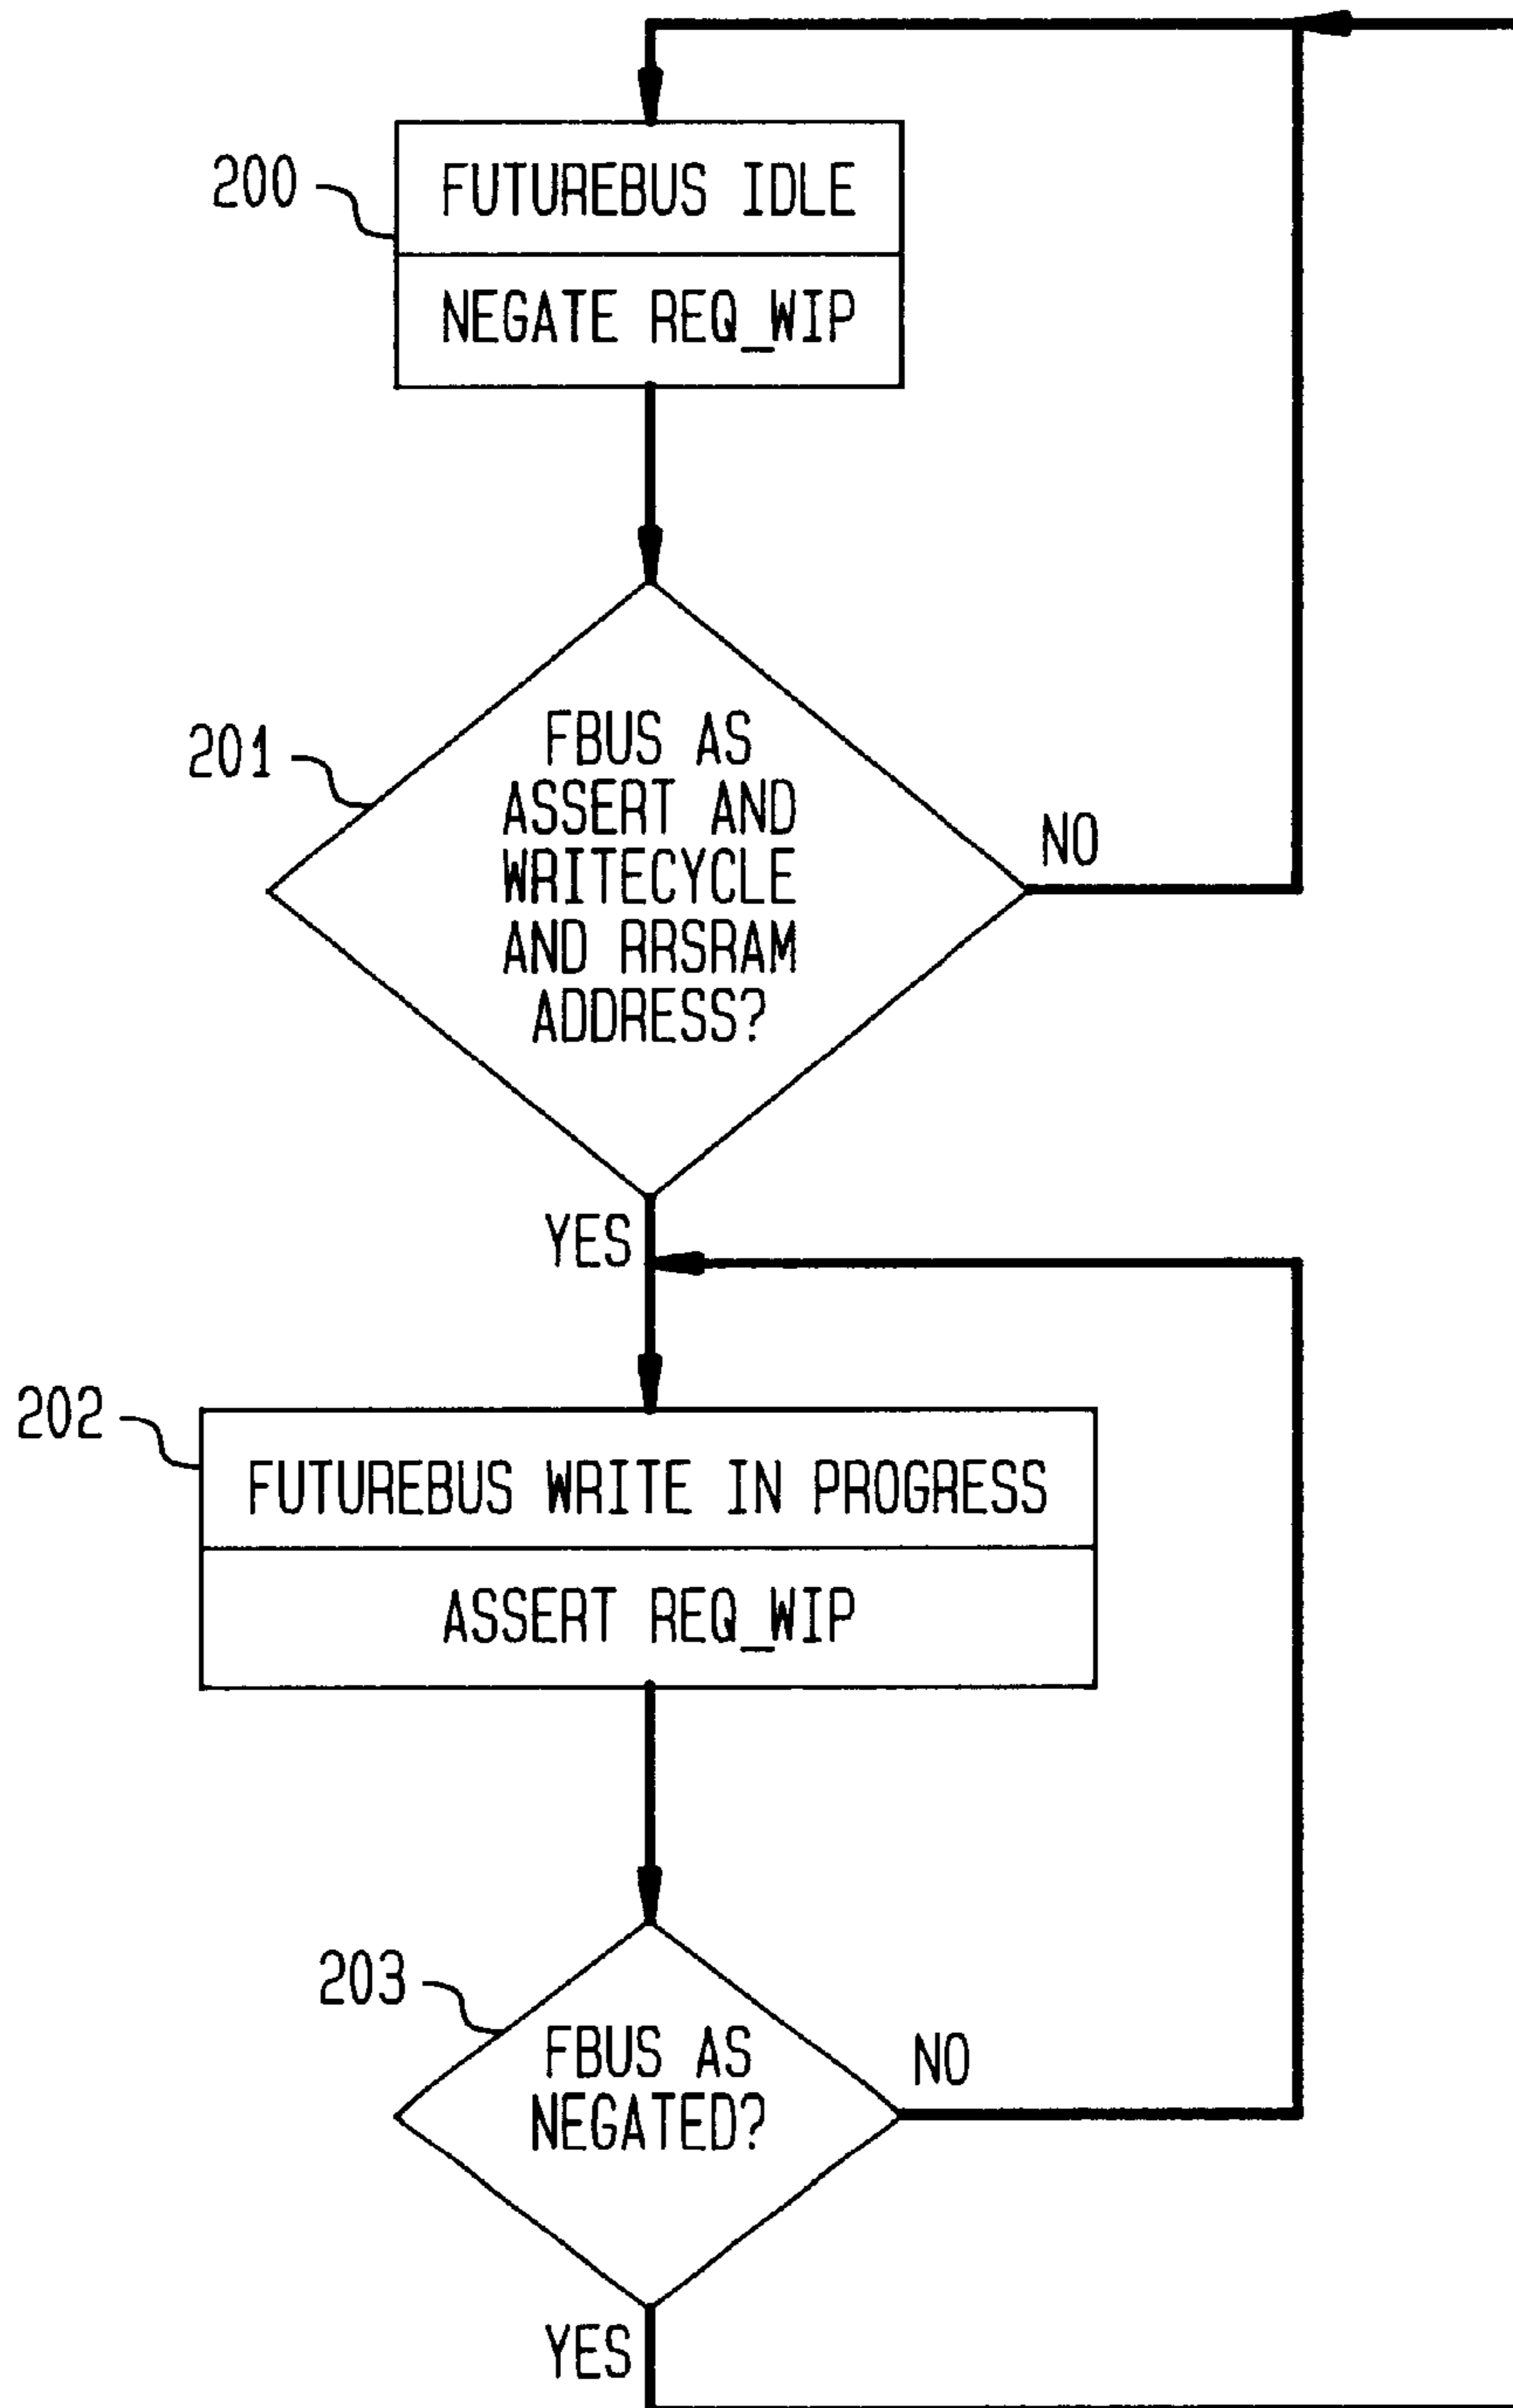 200
FUTUREBUS IDLE
NEGATE REQ_WIP
201
FBUS AS
ASSERT AND
WRITECYCLE
AND RRSRAM
ADDRESS?
NO
YES
202
FUTUREBUS WRITE IN PROGRESS
ASSERT REQ_WIP
203
FBUS AS
NEGATED?
NO
YES